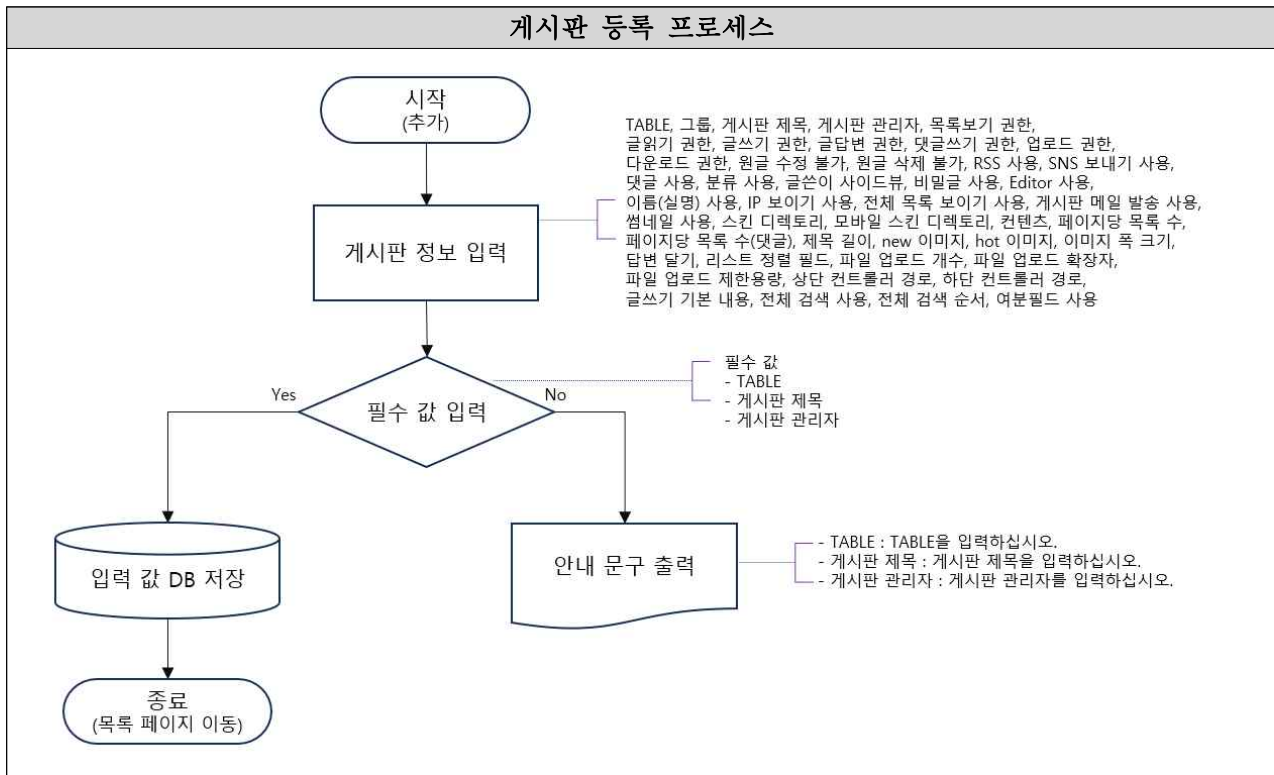 게시판 등록 프로세스
시작
(추가)
TABLE, 그룹, 게시판 제목, 게시판 관리자, 목록보기 권한,
글읽기 권한, 글쓰기 권한, 글답변 권한, 댓글쓰기 권한, 업로드 권한,
다운로드 권한, 원글 수정 불가, 원글 삭제 불가, RSS 사용, SNS 보내기 사용,
댓글 사용, 분류 사용, 글쓴이 사이드뷰, 비밀글 사용, Editor 사용,
이름(실명) 사용, IP 보이기 사용, 전체 목록 보이기 사용, 게시판 메일 발송 사용,
썸네일 사용, 스킨 디렉토리, 모바일 스킨 디렉토리, 컨텐츠, 페이지당 목록 수,
페이지당 목록 수(댓글), 제목 길이, new 이미지, hot 이미지, 이미지 폭 크기,
답변 달기, 리스트 정렬 필드, 파일 업로드 개수, 파일 업로드 확장자,
파일 업로드 제한용량, 상단 컨트롤러 경로, 하단 컨트롤러 경로,
글쓰기 기본 내용, 전체 검색 사용, 전체 검색 순서, 여분필드 사용
게시판 정보 입력
필수 값
- TABLE
- 게시판 제목
- 게시판 관리자
Yes
필수 값 입력
No
입력 값 DB 저장
안내 문구 출력
- TABLE : TABLE을 입력하십시오.
- 게시판 제목 : 게시판 제목을 입력하십시오.
- 게시판 관리자 : 게시판 관리자를 입력하십시오.
종료
(목록 페이지 이동)